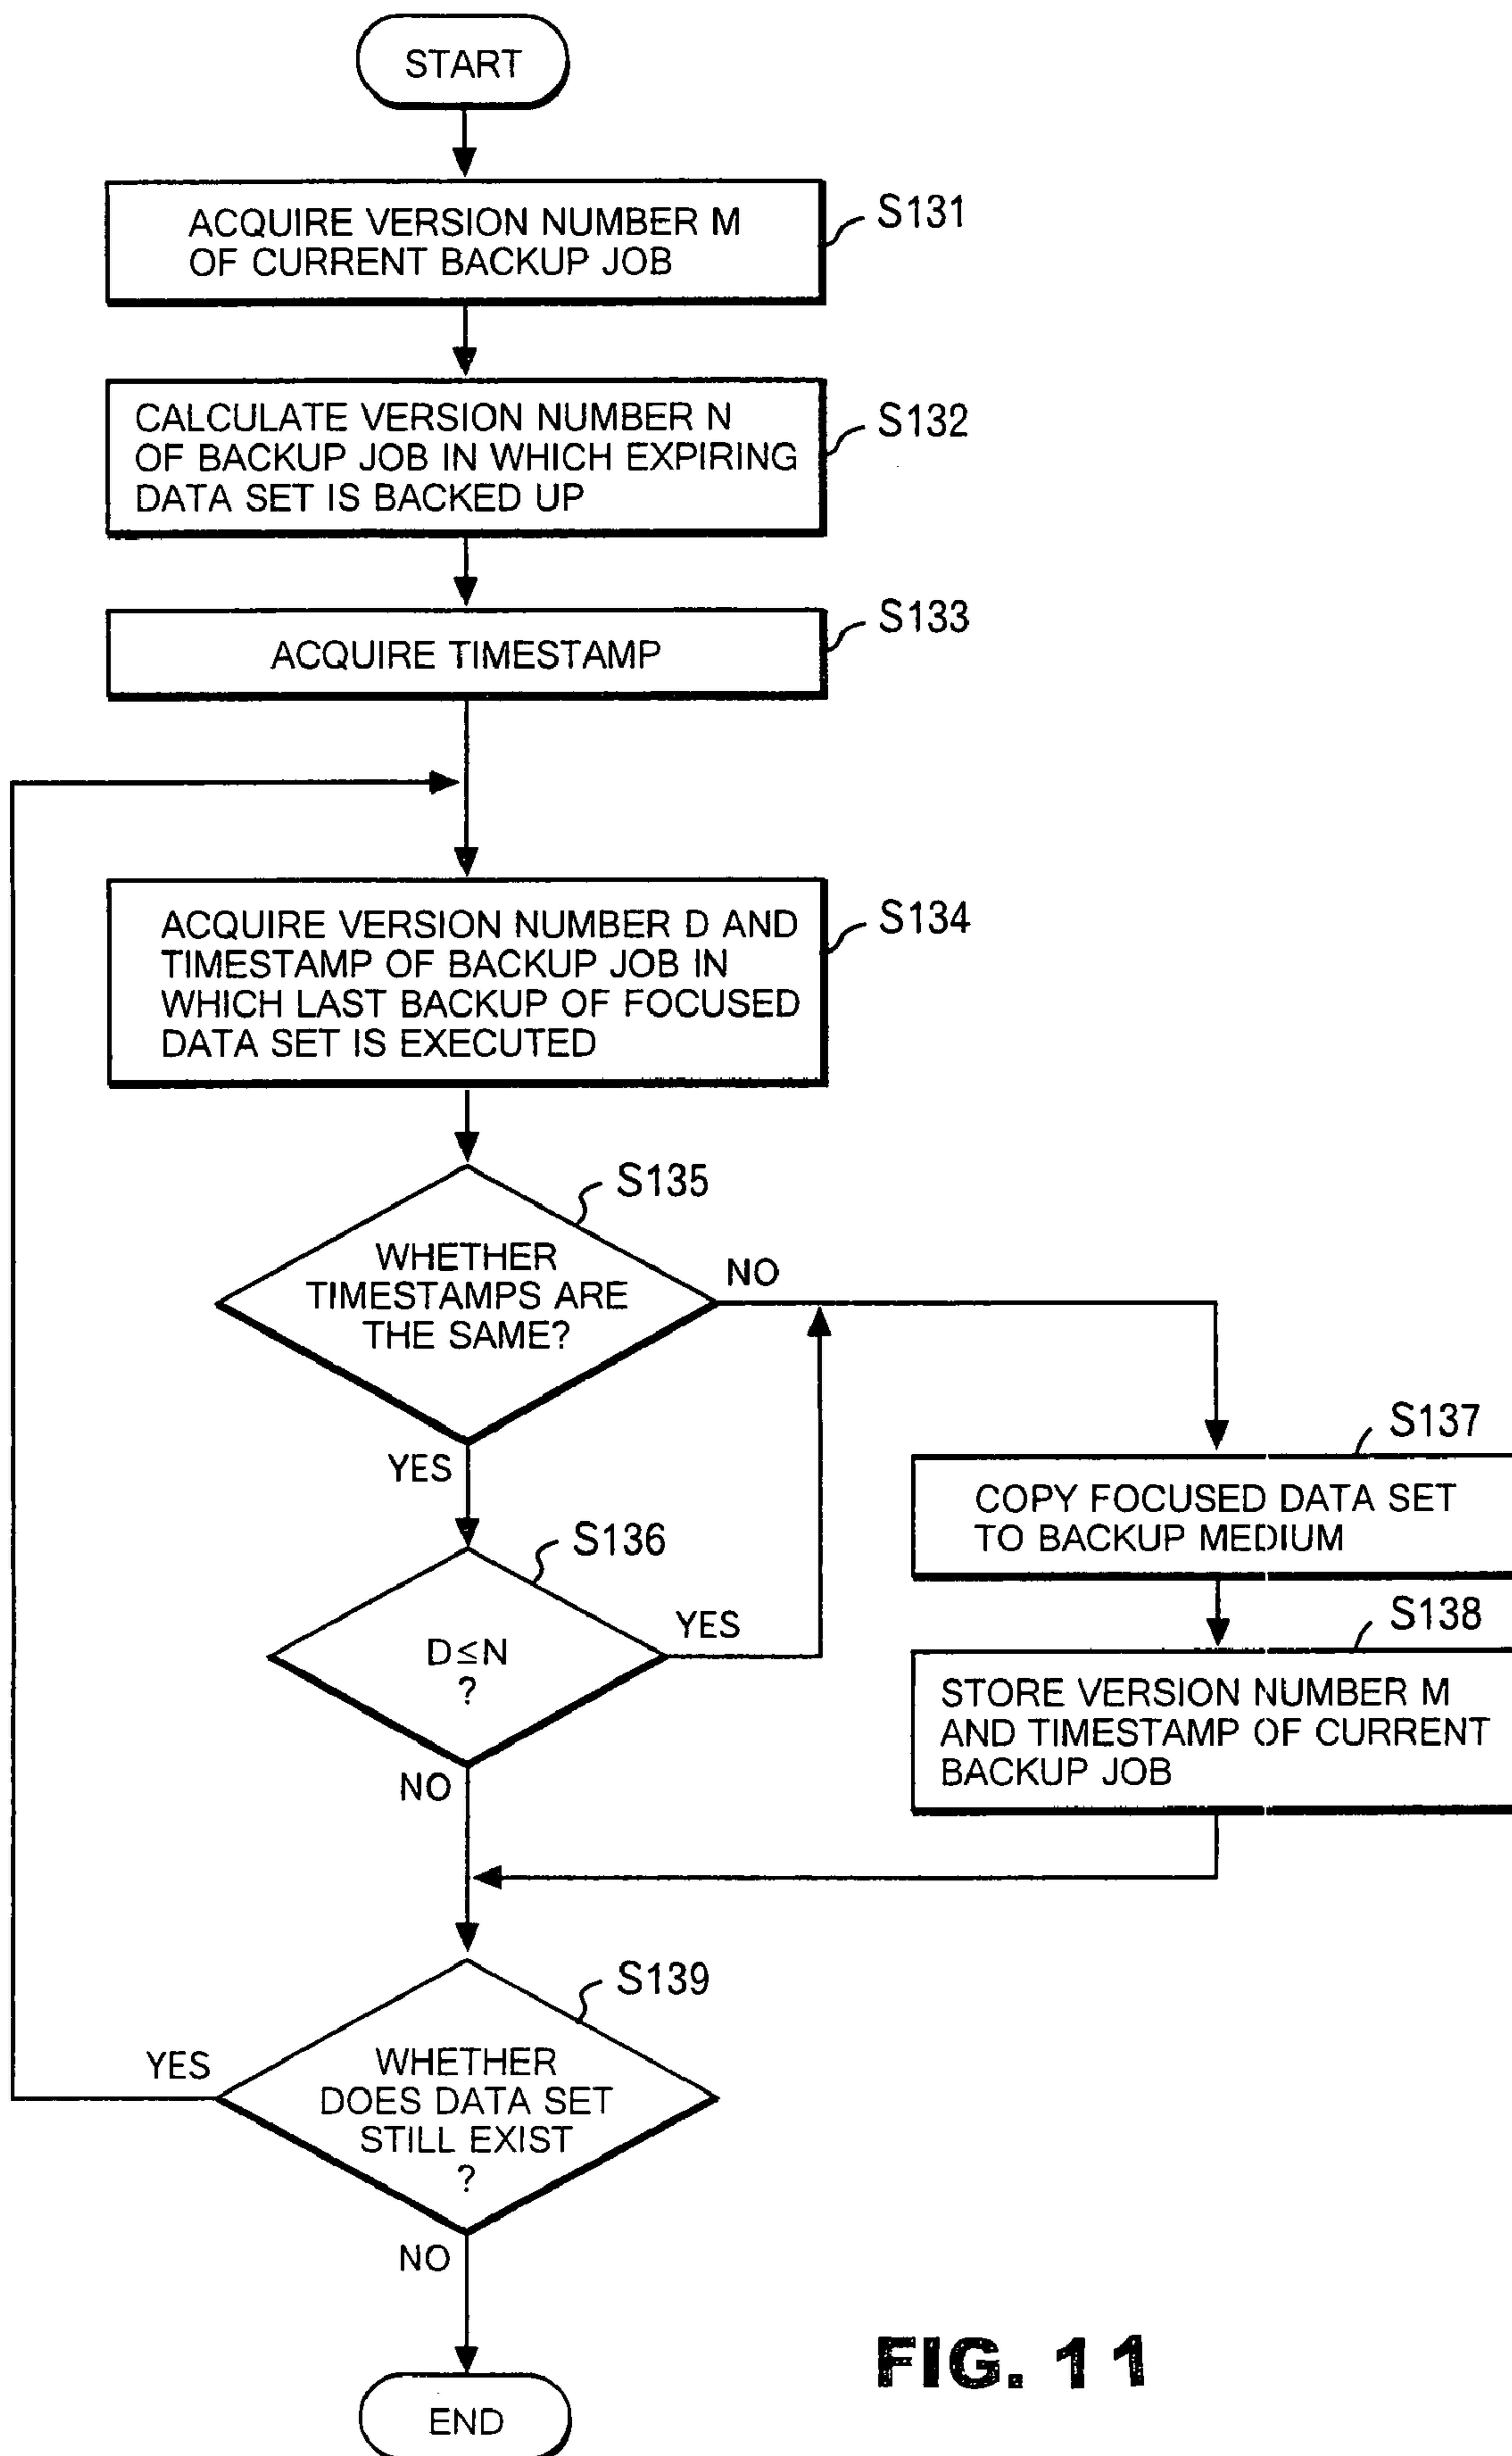 START
ACQUIRE VERSION NUMBER M
OF CURRENT BACKUP JOB
S131
CALCULATE VERSION NUMBER N
OF BACKUP JOB IN WHICH EXPIRING
DATA SET IS BACKED UP
S132
ACQUIRE TIMESTAMP
S133
ACQUIRE VERSION NUMBER D AND
TIMESTAMP OF BACKUP JOB IN
WHICH LAST BACKUP OF FOCUSED
DATA SET IS EXECUTED
S134
S135
WHETHER
TIMESTAMPS ARE
THE SAME?
NO
YES
S136
D≤N
?
YES
NO
S137
COPY FOCUSED DATA SET
TO BACKUP MEDIUM
S138
STORE VERSION NUMBER M
AND TIMESTAMP OF CURRENT
BACKUP JOB
S139
WHETHER
DOES DATA SET
STILL EXIST
?
YES
NO
END
FIG. 11